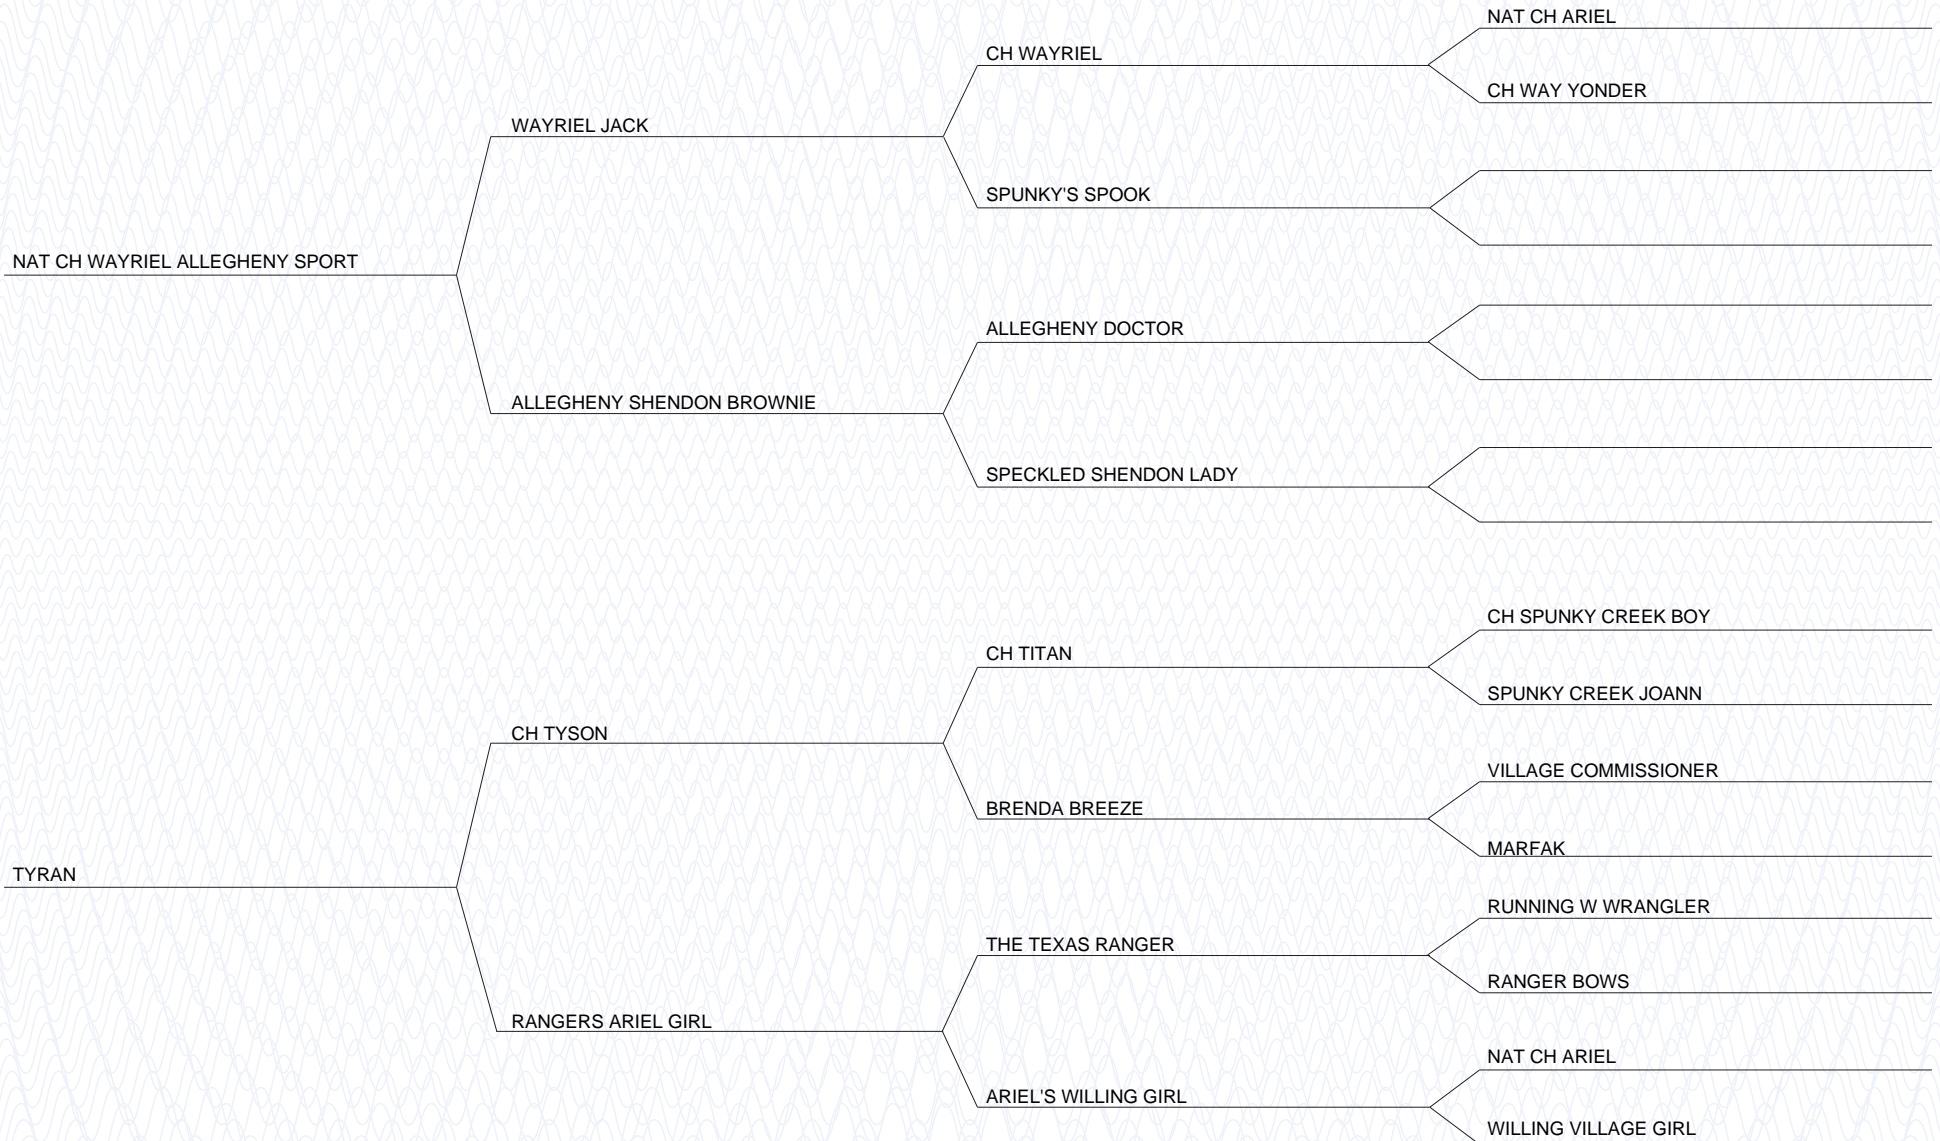 NAT CH ARIEL
CH WAYRIEL
CH WAY YONDER
WAYRIEL JACK
SPUNKY'S SPOOK
NAT CH WAYRIEL ALLEGHENY SPORT
ALLEGHENY DOCTOR
ALLEGHENY SHENDON BROWNIE
SPECKLED SHENDON LADY
CH SPUNKY CREEK BOY
CH TITAN
SPUNKY CREEK JOANN
CH TYSON
VILLAGE COMMISSIONER
BRENDA BREEZE
MARFAK
TYRAN
RUNNING W WRANGLER
THE TEXAS RANGER
RANGER BOWS
RANGERS ARIEL GIRL
NAT CH ARIEL
ARIEL'S WILLING GIRL
WILLING VILLAGE GIRL